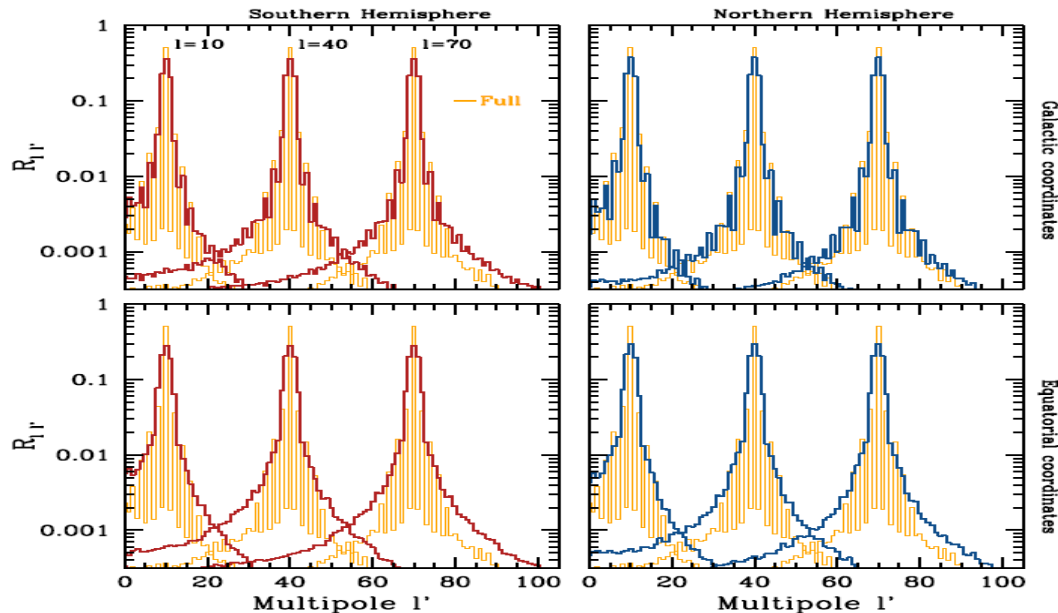 Southern Hemisphere
Northern Hemisphere
1
l=10
l=40
l=70
Full
0.1
0.01
0.001
R_{l l'}
Galactic coordinates
1
0.1
0.01
0.001
R_{l l'}
Equatorial coordinates
0 20 40 60 80 100
0 20 40 60 80 100
Multipole l'
Multipole l'